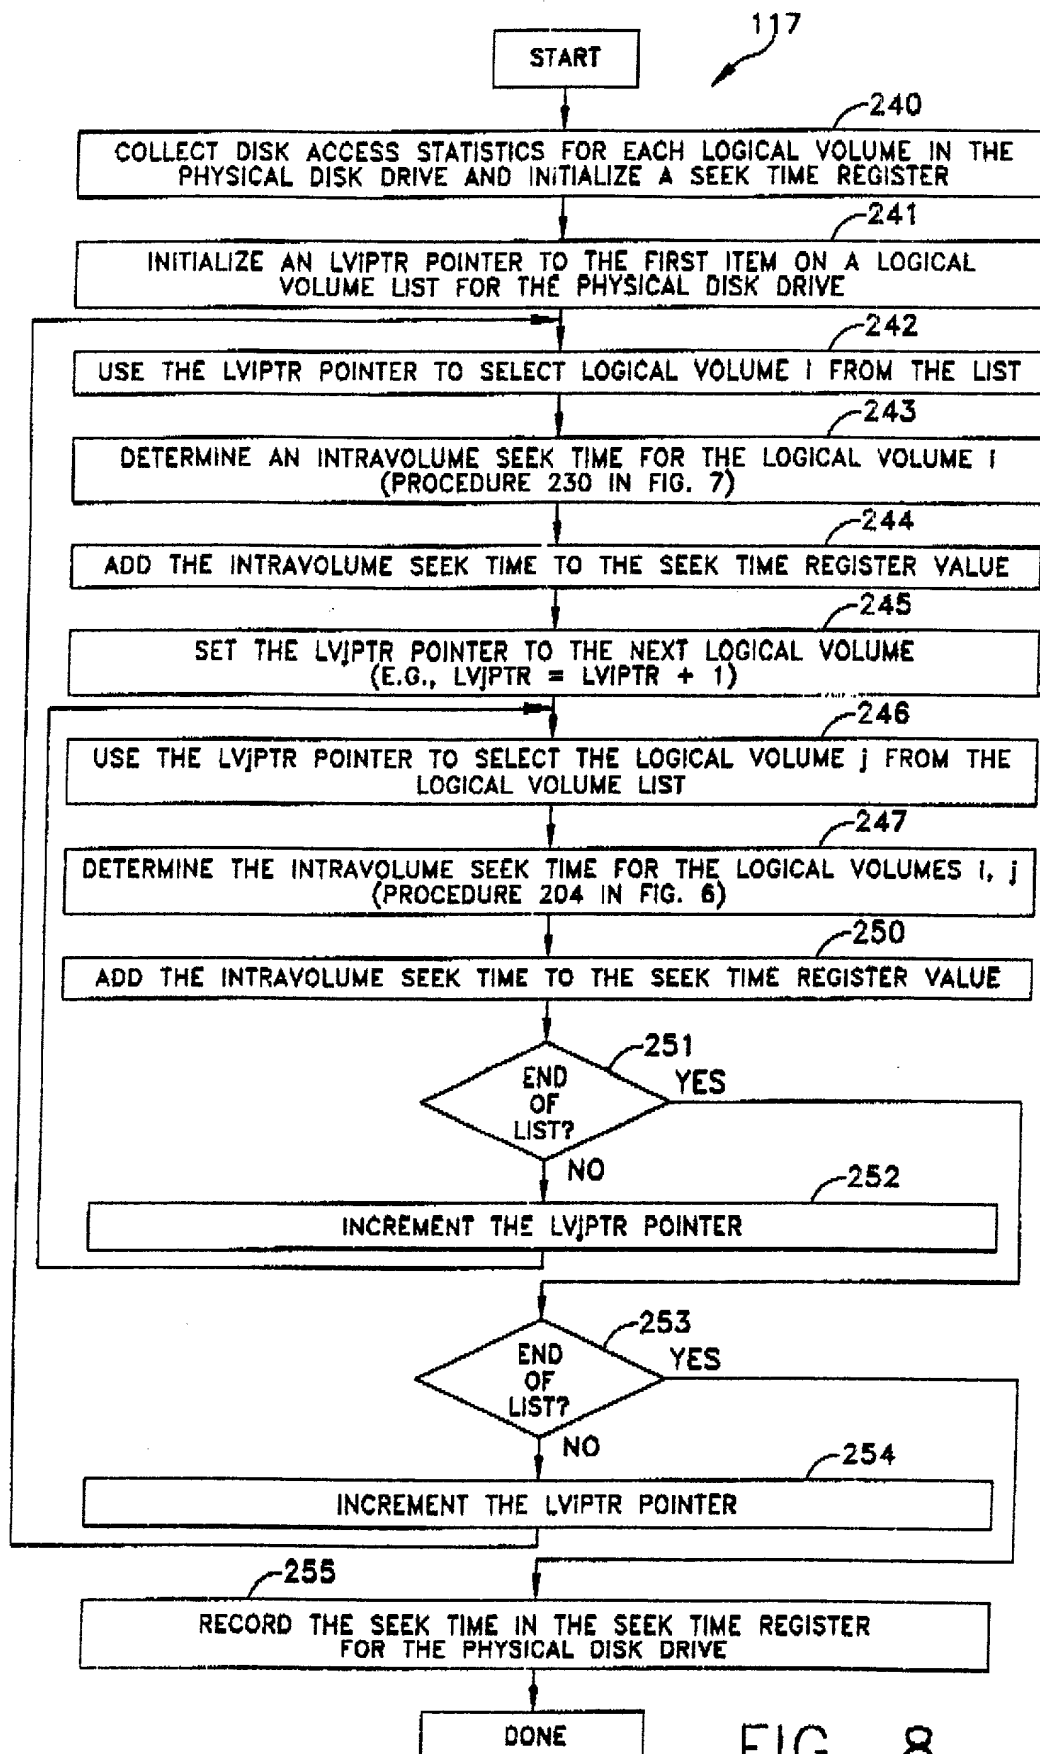 117
START
240
COLLECT DISK ACCESS STATISTICS FOR EACH LOGICAL VOLUME IN THE
PHYSICAL DISK DRIVE AND INITIALIZE A SEEK TIME REGISTER
241
INITIALIZE AN LViPTR POINTER TO THE FIRST ITEM ON A LOGICAL
VOLUME LIST FOR THE PHYSICAL DISK DRIVE
242
USE THE LViPTR POINTER TO SELECT LOGICAL VOLUME i FROM THE LIST
243
DETERMINE AN INTRAVOLUME SEEK TIME FOR THE LOGICAL VOLUME i
(PROCEDURE 230 IN FIG. 7)
244
ADD THE INTRAVOLUME SEEK TIME TO THE SEEK TIME REGISTER VALUE
245
SET THE LVjPTR POINTER TO THE NEXT LOGICAL VOLUME
(E.G., LVjPTR = LViPTR + 1)
246
USE THE LVjPTR POINTER TO SELECT THE LOGICAL VOLUME j FROM THE
LOGICAL VOLUME LIST
247
DETERMINE THE INTRAVOLUME SEEK TIME FOR THE LOGICAL VOLUMES i, j
(PROCEDURE 204 IN FIG. 6)
250
ADD THE INTRAVOLUME SEEK TIME TO THE SEEK TIME REGISTER VALUE
251
END
OF
LIST?
YES
NO
252
INCREMENT THE LVjPTR POINTER
253
END
OF
LIST?
YES
NO
254
INCREMENT THE LViPTR POINTER
255
RECORD THE SEEK TIME IN THE SEEK TIME REGISTER
FOR THE PHYSICAL DISK DRIVE
DONE
FIG. 8